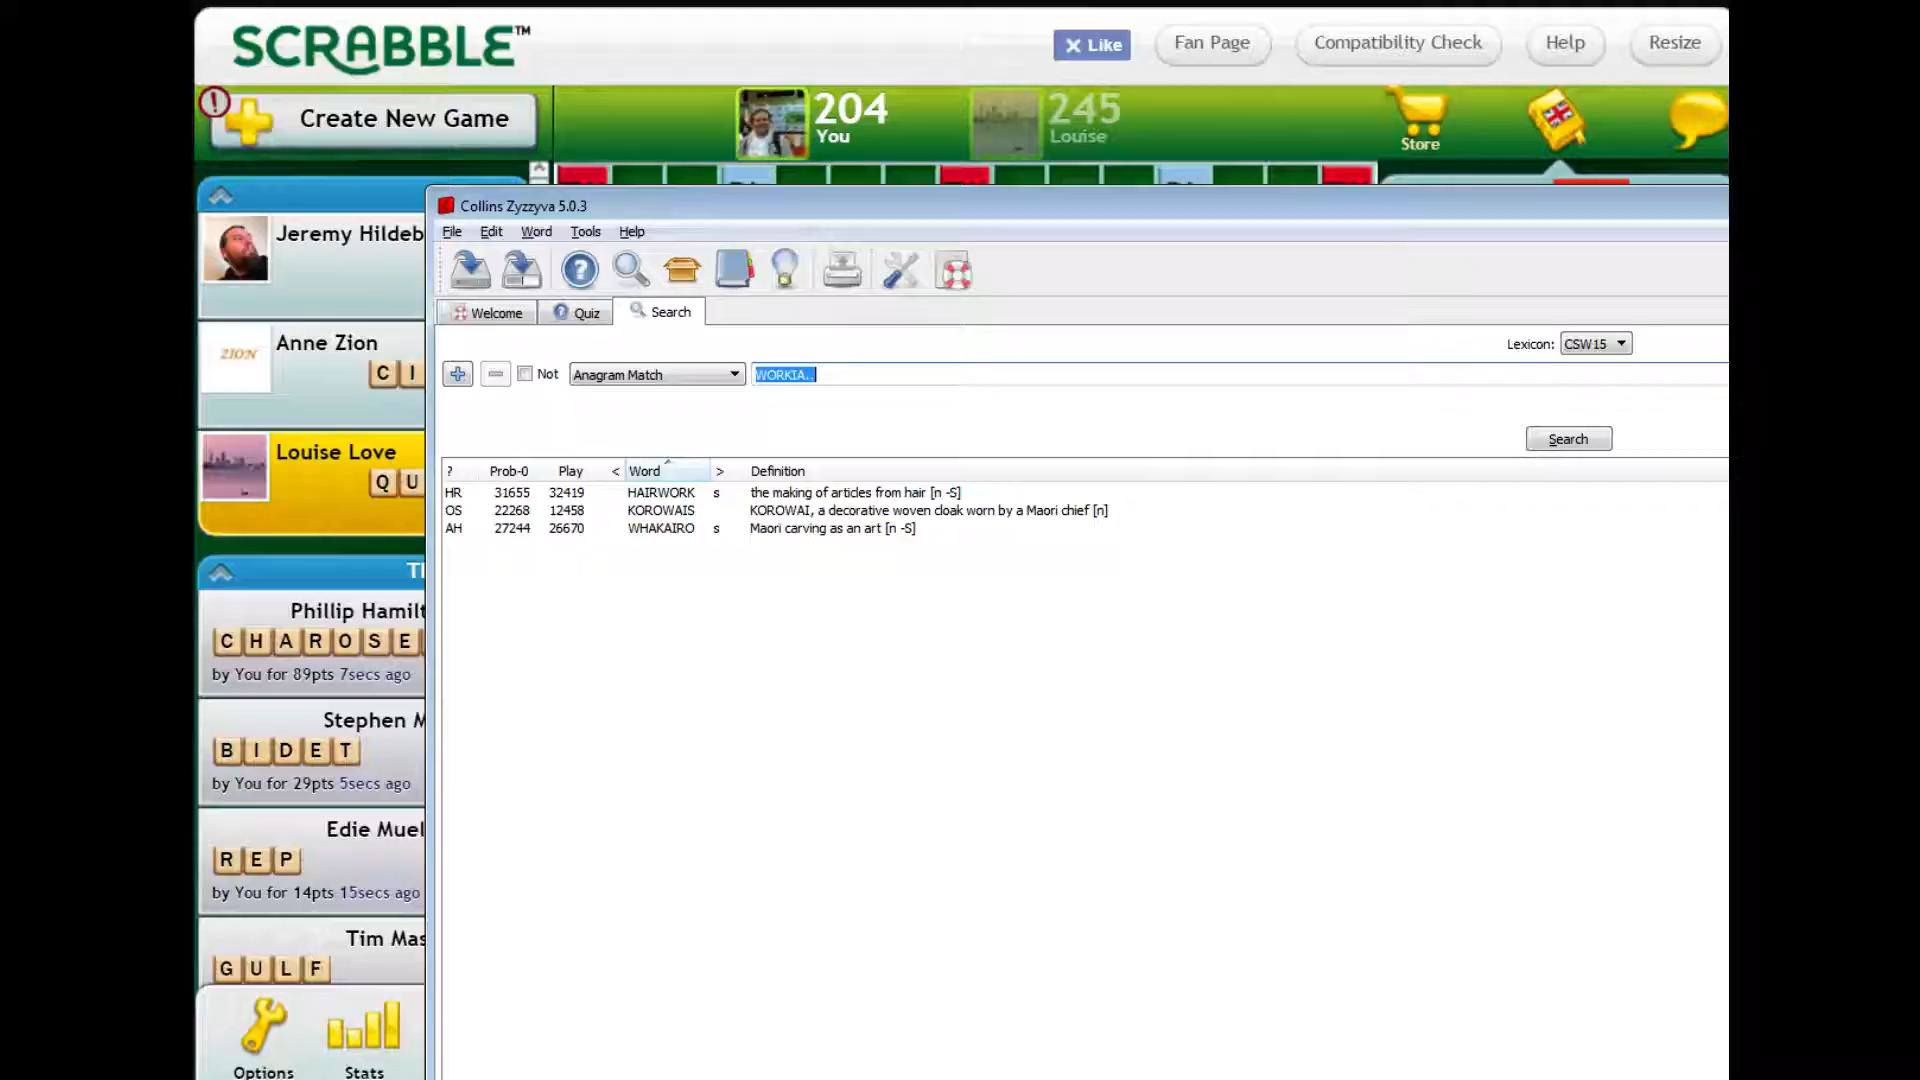 SCRABBLE™
Like
Fan Page
Compatibility Check
Help
Resize
!
Create New Game
204
You
245
Louise
Store
Collins Zyzzyva 5.0.3
File Edit Word Tools Help
Welcome
Quiz
Search
Lexicon: CSW15
Not
Anagram Match
WORKIA..
Search
? Prob-0 Play < Word > Definition
HR 31655 32419 HAIRWORK s the making of articles from hair [n -S]
OS 22268 12458 KOROWAIS KOROWAI, a decorative woven cloak worn by a Maori chief [n]
AH 27244 26670 WHAKAIRO s Maori carving as an art [n -S]
Jeremy Hildeb
ZION
Anne Zion
C I
Louise Love
Q U
Phillip Hamilt
C H A R O S E
by You for 89pts 7secs ago
Stephen M
B I D E T
by You for 29pts 5secs ago
Edie Muel
R E P
by You for 14pts 15secs ago
Tim Mas
G U L F
Options
Stats